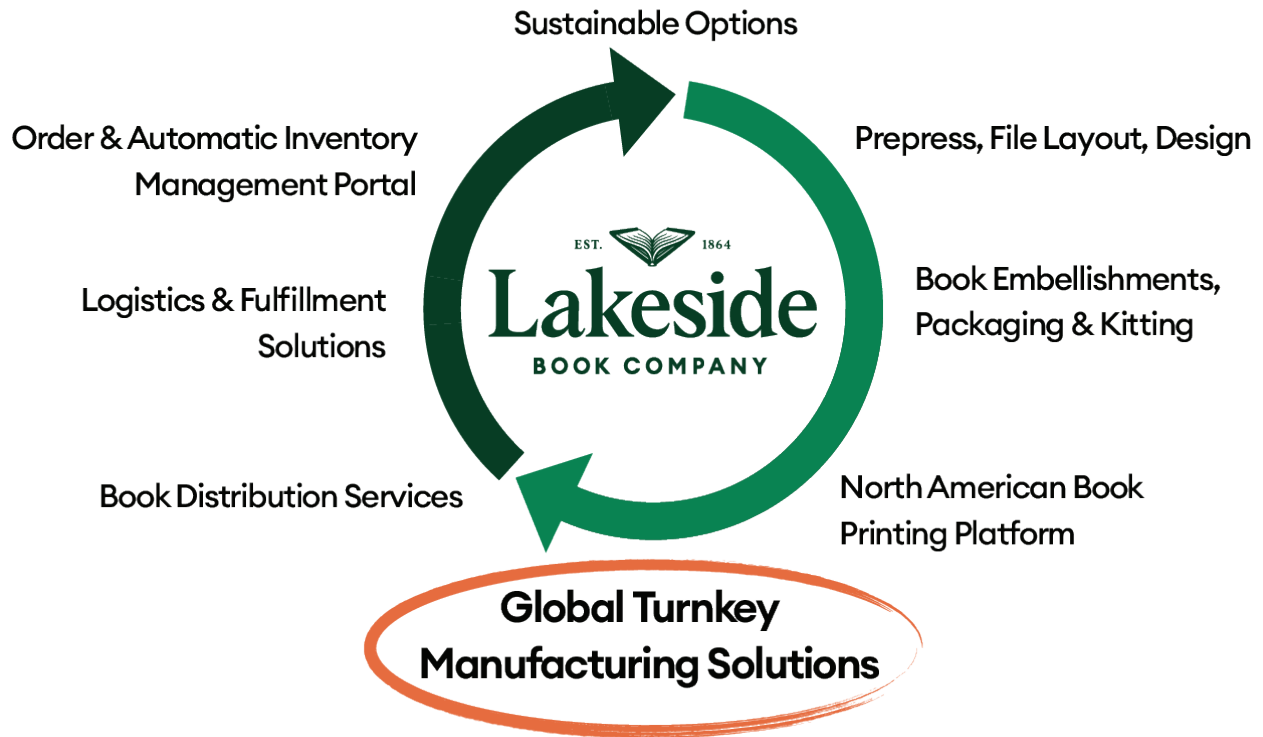 Sustainable Options
Order & Automatic Inventory
Management Portal
Prepress, File Layout, Design
EST. 1864
Lakeside
BOOK COMPANY
Logistics & Fulfillment
Solutions
Book Embellishments,
Packaging & Kitting
Book Distribution Services
North American Book
Printing Platform
Global Turnkey
Manufacturing Solutions